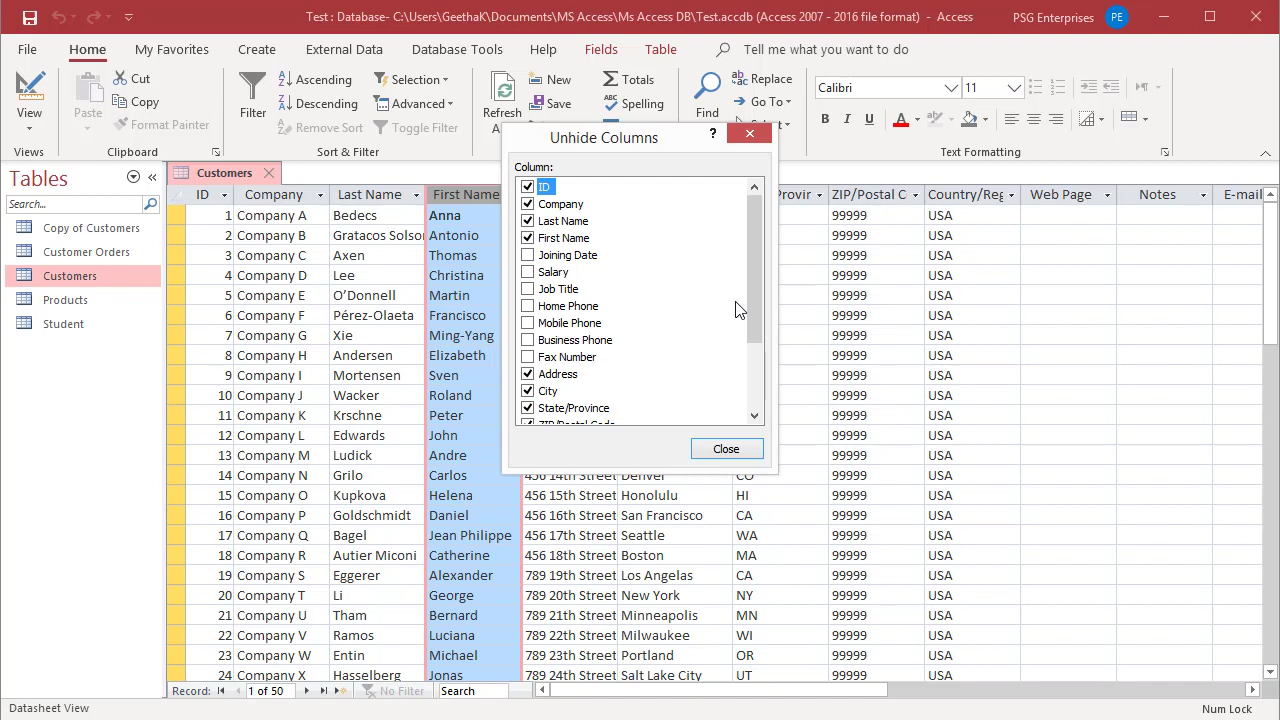 Test : Database- C:\Users\GeethaK\Documents\MS Access\Ms Access DB\Test.accdb (Access 2007 - 2016 file format) - Access
PSG Enterprises
PE
File Home My Favorites Create External Data Database Tools Help Fields Table Tell me what you want to do
View
Paste
Cut
Copy
Format Painter
Clipboard
Filter
Ascending
Descending
Remove Sort
Selection
Advanced
Toggle Filter
Sort & Filter
Refresh
New
Save
Totals
Spelling
Find
Replace
Go To
Calibri 11
B I U A
Text Formatting
Tables
Search...
Copy of Customers
Customer Orders
Customers
Products
Student
Customers
ID Company Last Name First Name Provir ZIP/Postal C Country/Reg Web Page Notes E-mail
1 Company A Bedecs Anna 99999 USA
2 Company B Gratacos Solson Antonio 99999 USA
3 Company C Axen Thomas 99999 USA
4 Company D Lee Christina 99999 USA
5 Company E O'Donnell Martin 99999 USA
6 Company F Pérez-Olaeta Francisco 99999 USA
7 Company G Xie Ming-Yang 99999 USA
8 Company H Andersen Elizabeth 99999 USA
9 Company I Mortensen Sven 99999 USA
10 Company J Wacker Roland 99999 USA
11 Company K Krschne Peter 99999 USA
12 Company L Edwards John 99999 USA
13 Company M Ludick Andre 99999 USA
14 Company N Grilo Carlos 456 14th Street Denver CO 99999 USA
15 Company O Kupkova Helena 456 15th Street Honolulu HI 99999 USA
16 Company P Goldschmidt Daniel 456 16th Street San Francisco CA 99999 USA
17 Company Q Bagel Jean Philippe 456 17th Street Seattle WA 99999 USA
18 Company R Autier Miconi Catherine 456 18th Street Boston MA 99999 USA
19 Company S Eggerer Alexander 789 19th Street Los Angelas CA 99999 USA
20 Company T Li George 789 20th Street New York NY 99999 USA
21 Company U Tham Bernard 789 21th Street Minneapolis MN 99999 USA
22 Company V Ramos Luciana 789 22th Street Milwaukee WI 99999 USA
23 Company W Entin Michael 789 23th Street Portland OR 99999 USA
24 Company X Hasselberg Jonas 789 24th Street Salt Lake City UT 99999 USA
Unhide Columns
?
Column:
ID
Company
Last Name
First Name
Joining Date
Salary
Job Title
Home Phone
Mobile Phone
Business Phone
Fax Number
Address
City
State/Province
ZIP/Postal Code
Close
Record: 1 of 50 No Filter Search
Datasheet View
Num Lock